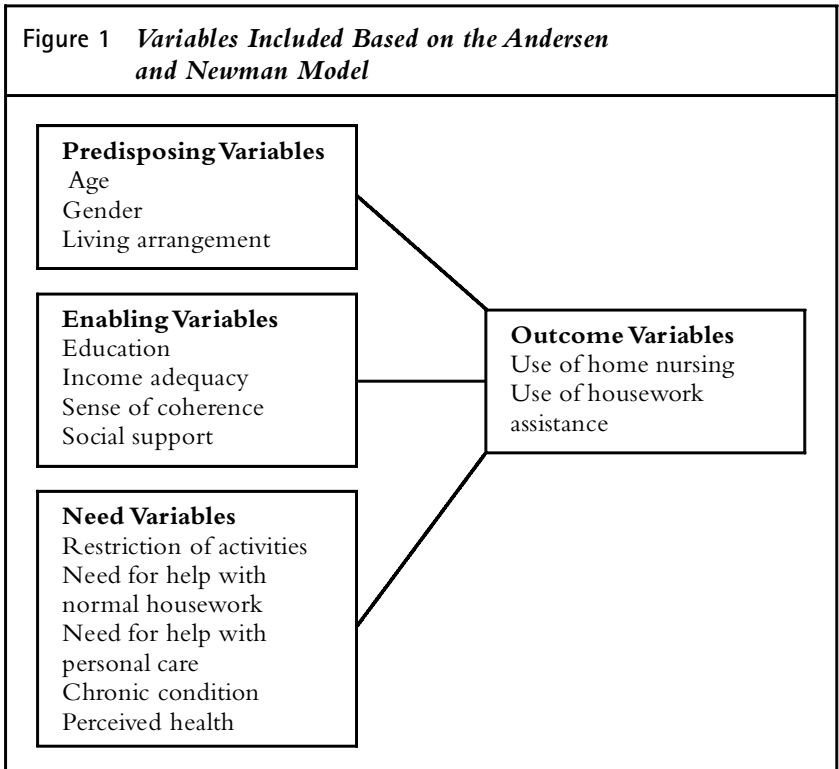 Figure 1 Variables Included Based on the Andersen
and Newman Model
Predisposing Variables
Age
Gender
Living arrangement
Enabling Variables
Education
Income adequacy
Sense of coherence
Social support
Outcome Variables
Use of home nursing
Use of housework
assistance
Need Variables
Restriction of activities
Need for help with
normal housework
Need for help with
personal care
Chronic condition
Perceived health